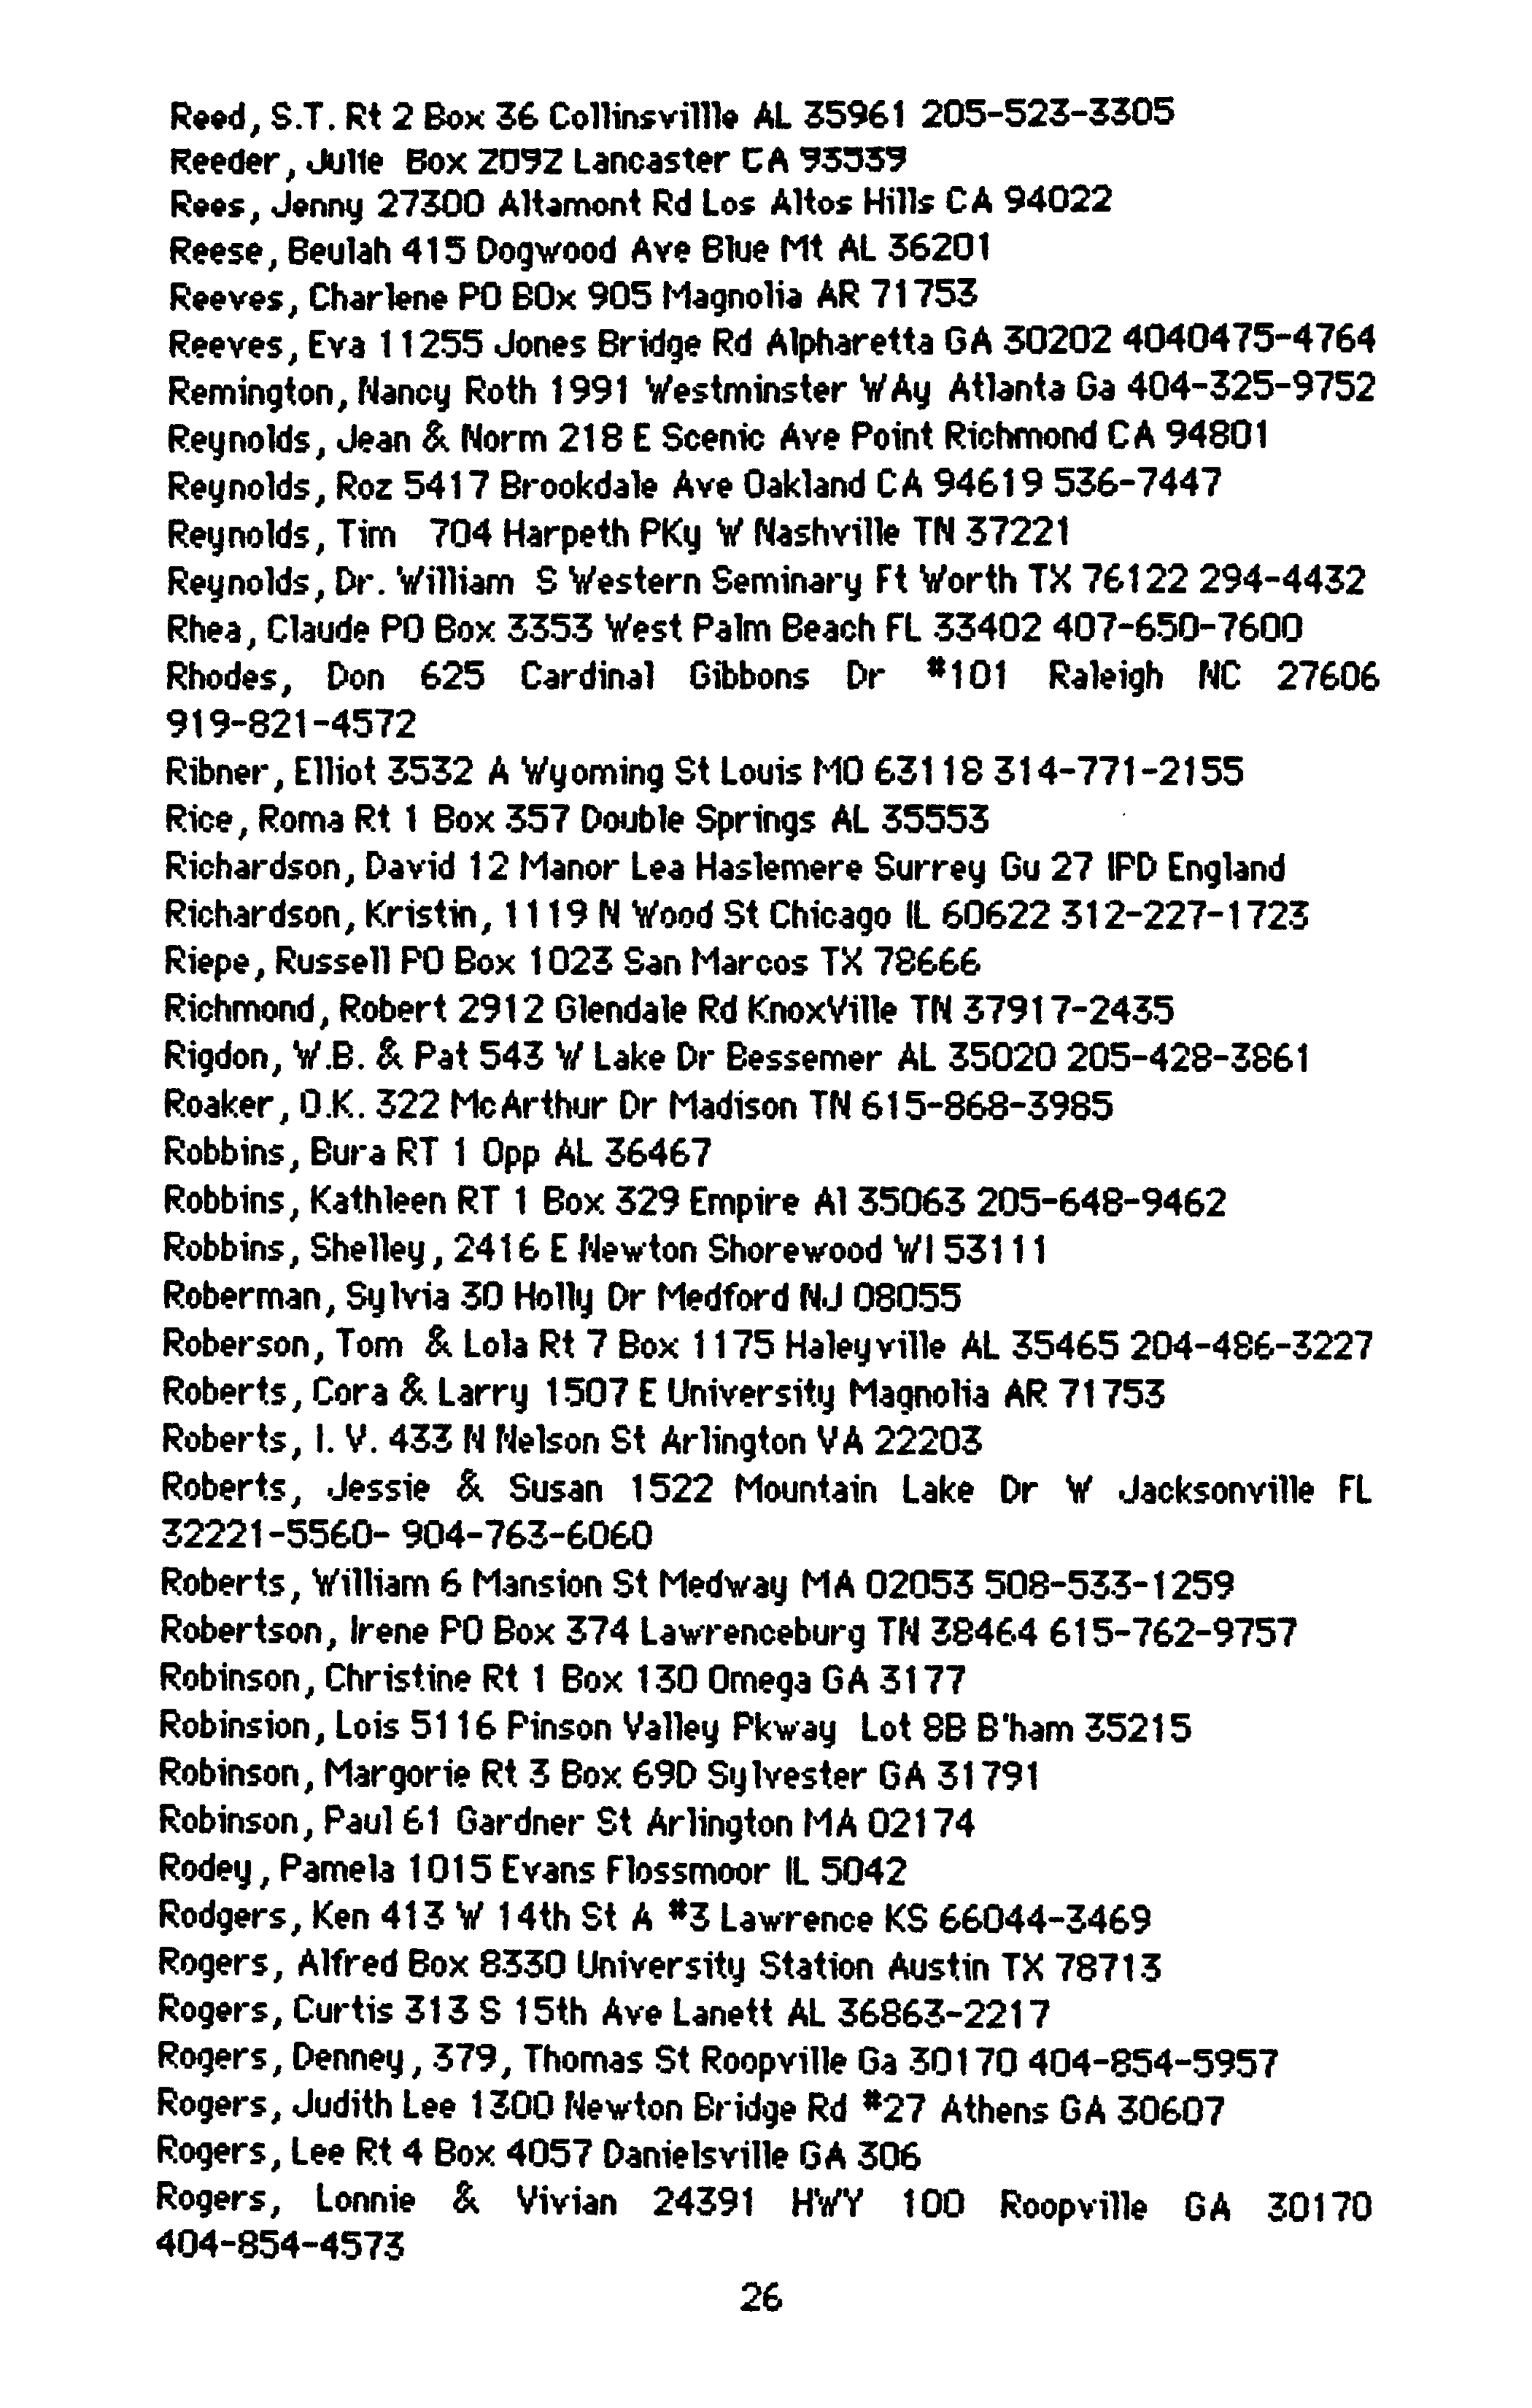 Reed, S.T. Rt 2 Box 36 Collinsvillle AL 35961 205-523-3305
Reeder, Julie Box 2092 Lancaster CA 93539
Rees, Jenny 27300 Altamont Rd Los Altos Hills CA 94022
Reese, Beulah 415 Dogwood Ave Blue Mt AL 36201
Reeves, Charlene PO BOx 905 Magnolia AR 71753
Reeves, Eva 11255 Jones Bridge Rd Alpharetta GA 30202 4040475-4764
Remington, Nancy Roth 1991 Westminster WAy Atlanta Ga 404-325-9752
Reynolds, Jean & Norm 218 E Scenic Ave Point Richmond CA 94801
Reynolds, Roz 5417 Brookdale Ave Oakland CA 94619 536-7447
Reynolds, Tim 704 Harpeth PKy W Nashville TN 37221
Reynolds, Dr. William S Western Seminary Ft Worth TX 76122 294-4432
Rhea, Claude PO Box 3353 West Palm Beach FL 33402 407-650-7600
Rhodes, Don 625 Cardinal Gibbons Dr #101 Raleigh NC 27606
919-821-4572
Ribner, Elliot 3532 A Wyoming St Louis MO 63118 314-771-2155
Rice, Roma Rt 1 Box 357 Double Springs AL 35553
Richardson, David 12 Manor Lea Haslemere Surrey Gu 27 IPD England
Richardson, Kristin, 1119 N Wood St Chicago IL 60622 312-227-1723
Riepe, Russell PO Box 1023 San Marcos TX 78666
Richmond, Robert 2912 Glendale Rd KnoxVille TN 37917-2435
Rigdon, W.B. & Pat 543 W Lake Dr Bessemer AL 35020 205-428-3861
Roaker, O.K. 322 McArthur Dr Madison TN 615-868-3985
Robbins, Bura RT 1 Opp AL 36467
Robbins, Kathleen RT 1 Box 329 Empire Al 35063 205-648-9462
Robbins, Shelley, 2416 E Newton Shorewood WI 53111
Roberman, Sylvia 30 Holly Dr Medford NJ 08055
Roberson, Tom & Lola Rt 7 Box 1175 Haleyville AL 35465 204-486-3227
Roberts, Cora & Larry 1507 E University Magnolia AR 71753
Roberts, I. V. 433 N Nelson St Arlington VA 22203
Roberts, Jessie & Susan 1522 Mountain Lake Dr W Jacksonville FL
32221-5560- 904-763-6060
Roberts, William 6 Mansion St Medway MA 02053 508-533-1259
Robertson, Irene PO Box 374 Lawrenceburg TN 38464 615-762-9757
Robinson, Christine Rt 1 Box 130 Omega GA 3177
Robinsion, Lois 5116 Pinson Valley Pkway Lot 8B B'ham 35215
Robinson, Margorie Rt 3 Box 69D Sylvester GA 31791
Robinson, Paul 61 Gardner St Arlington MA 02174
Rodey, Pamela 1015 Evans Flossmoor IL 5042
Rodgers, Ken 413 W 14th St A #3 Lawrence KS 66044-3469
Rogers, Alfred Box 8330 University Station Austin TX 78713
Rogers, Curtis 313 S 15th Ave Lanett AL 36863-2217
Rogers, Denney, 379, Thomas St Roopville Ga 30170 404-854-5957
Rogers, Judith Lee 1300 Newton Bridge Rd #27 Athens GA 30607
Rogers, Lee Rt 4 Box 4057 Danielsville GA 306
Rogers, Lonnie & Vivian 24391 HWY 100 Roopville GA 30170
404-854-4573
26